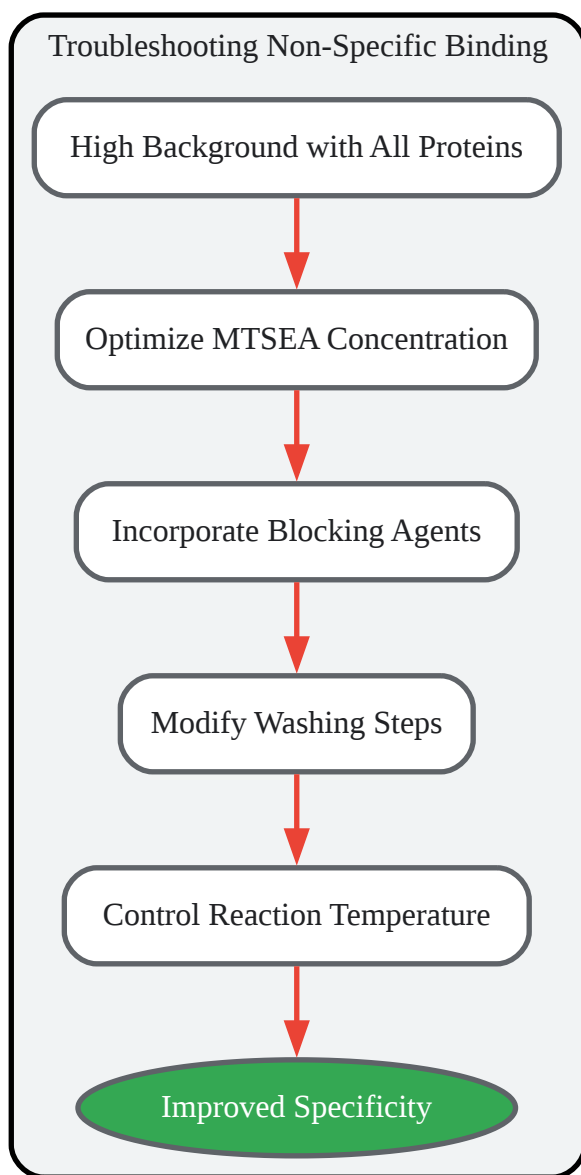 Troubleshooting Non-Specific Binding
High Background with All Proteins
Optimize MTSEA Concentration
Incorporate Blocking Agents
Modify Washing Steps
Control Reaction Temperature
Improved Specificity